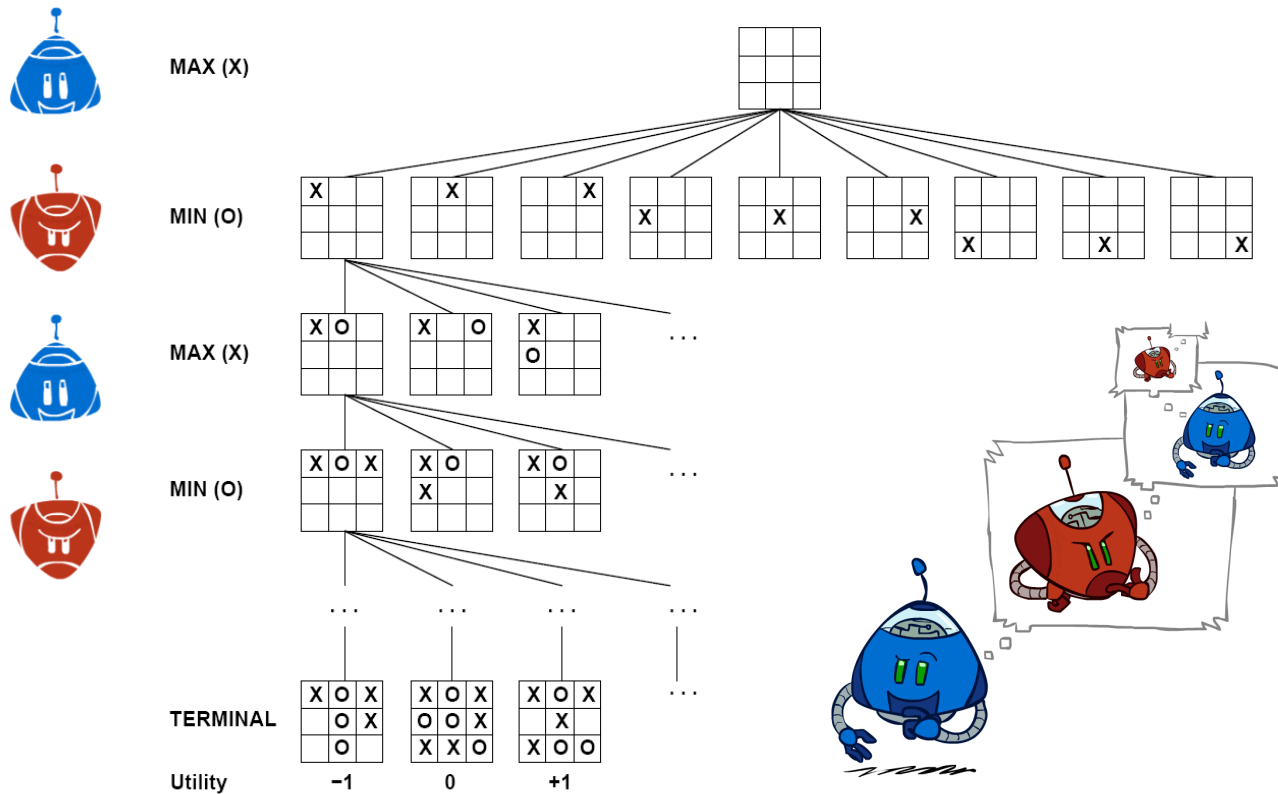 MAX (X)
X X X X X X X X X
MIN (O)
X O X O X
MAX (X)
O
...
X O X X O X O
MIN (O)
X X
...
... ... ... ...
X O X X O X X O X
TERMINAL
O X O O X X
...
O X X O X O O
Utility −1 0 +1